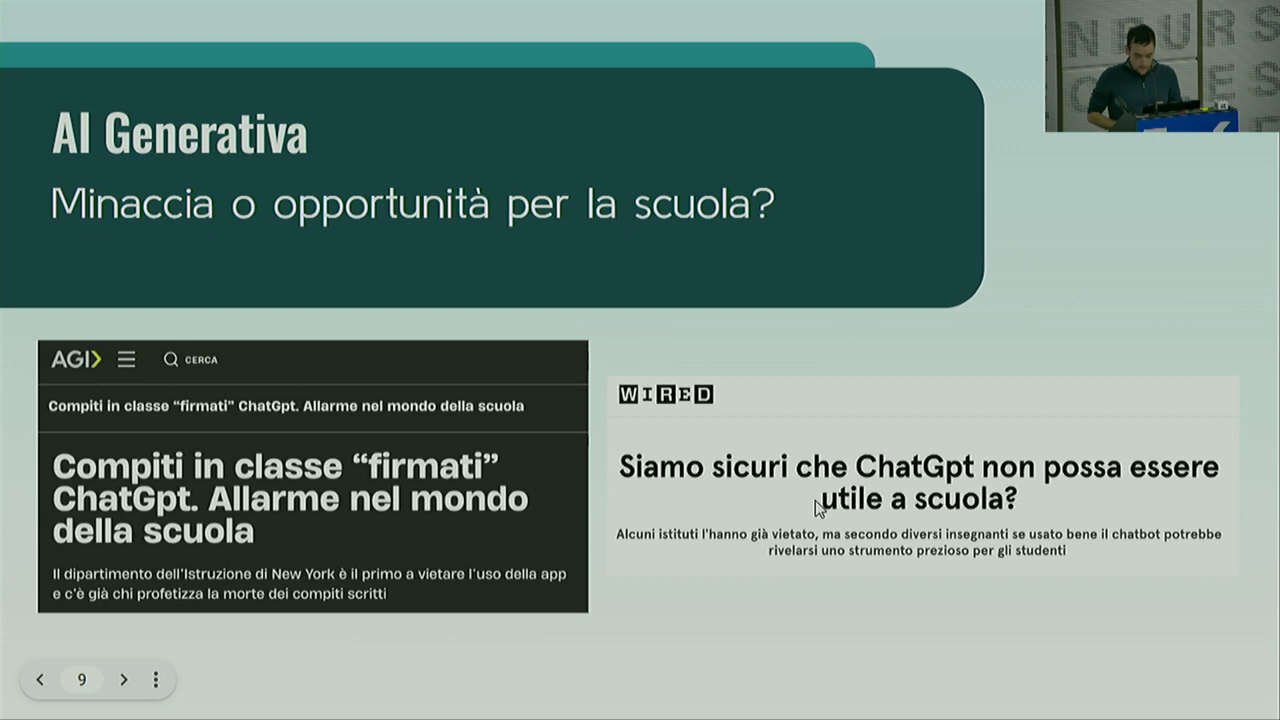 AI Generativa
Minaccia o opportunità per la scuola?
AGI
CERCA
Compiti in classe “firmati” ChatGpt. Allarme nel mondo della scuola
Compiti in classe “firmati”
ChatGpt. Allarme nel mondo
della scuola
Il dipartimento dell'Istruzione di New York è il primo a vietare l'uso della app
e c'è già chi profetizza la morte dei compiti scritti
WIRED
Siamo sicuri che ChatGpt non possa essere
utile a scuola?
Alcuni istituti l'hanno già vietato, ma secondo diversi insegnanti se usato bene il chatbot potrebbe
rivelarsi uno strumento prezioso per gli studenti
9